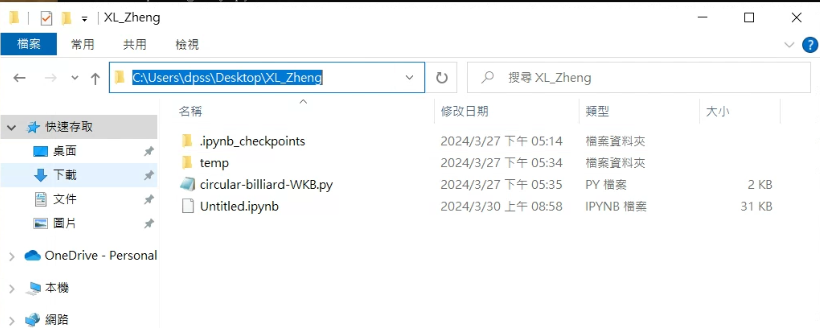 XL_Zheng
檔案 常用 共用 檢視
C:\Users\dpss\Desktop\XL_Zheng 搜尋 XL_Zheng
名稱 修改日期 類型 大小
快速存取
桌面
下載
文件
圖片
OneDrive - Personal
本機
網路
.ipynb_checkpoints 2024/3/27 下午 05:14 檔案資料夾
temp 2024/3/27 下午 05:34 檔案資料夾
circular-billiard-WKB.py 2024/3/27 下午 05:35 PY 檔案 2 KB
Untitled.ipynb 2024/3/30 上午 08:58 IPYNB 檔案 31 KB